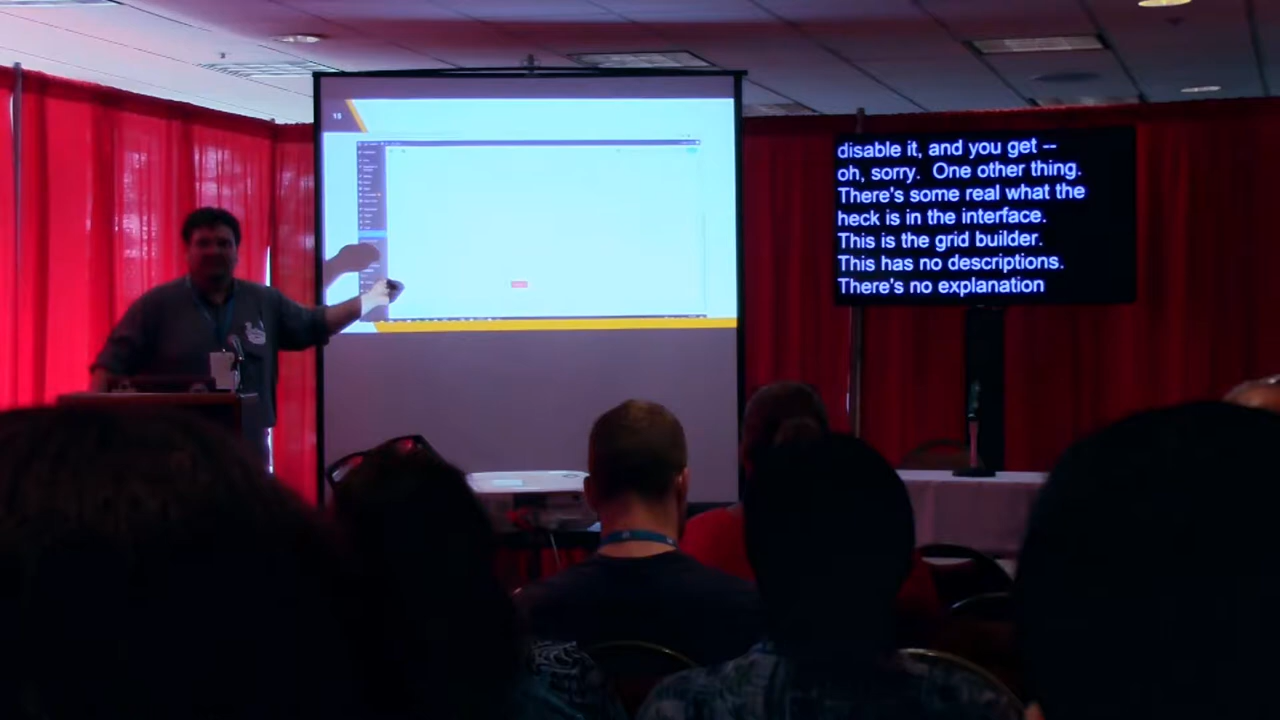 13
disable it, and you get --
oh, sorry.  One other thing.
There's some real what the
heck is in the interface.
This is the grid builder.
This has no descriptions.
There's no explanation